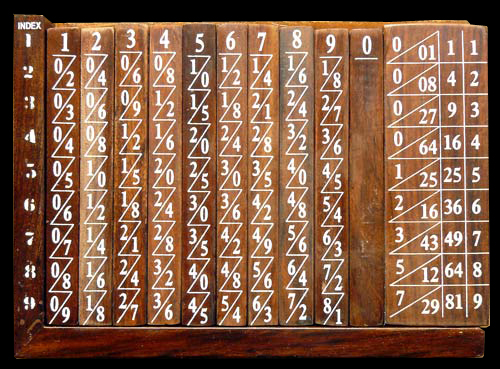 INDEX
1 1 2 3 4 5 6 7 8 9 0 0/01 1 1
2 0/2 0/4 0/6 0/8 1/0 1/2 1/4 1/6 1/8 0/08 4 2
3 0/3 0/6 0/9 1/2 1/5 1/8 2/1 2/4 2/7 0/27 9 3
4 0/4 0/8 1/2 1/6 2/0 2/4 2/8 3/2 3/6 0/64 16 4
5 0/5 1/0 1/5 2/0 2/5 3/0 3/5 4/0 4/5 1/25 25 5
6 0/6 1/2 1/8 2/4 3/0 3/6 4/2 4/8 5/4 2/16 36 6
7 0/7 1/4 2/1 2/8 3/5 4/2 4/9 5/6 6/3 3/43 49 7
8 0/8 1/6 2/4 3/2 4/0 4/8 5/6 6/4 7/2 5/12 64 8
9 0/9 1/8 2/7 3/6 4/5 5/4 6/3 7/2 8/1 7/29 81 9